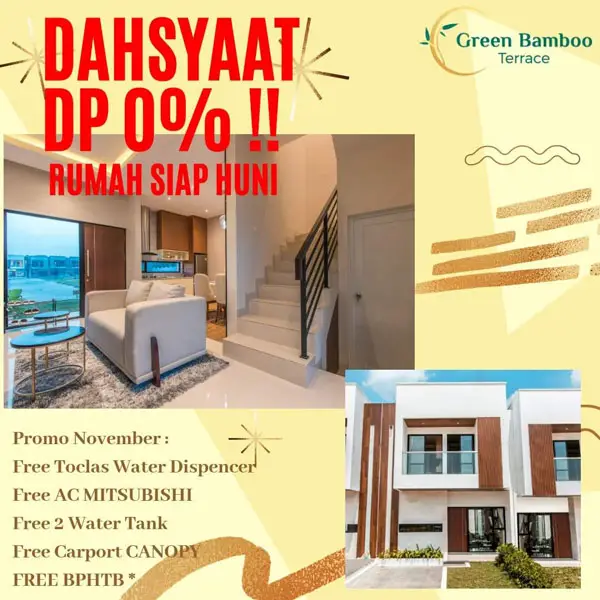 DAHSYAAT
DP 0% !!
RUMAH SIAP HUNI
Green Bamboo
Terrace
Promo November :
Free Toclas Water Dispencer
Free AC MITSUBISHI
Free 2 Water Tank
Free Carport CANOPY
FREE BPHTB *